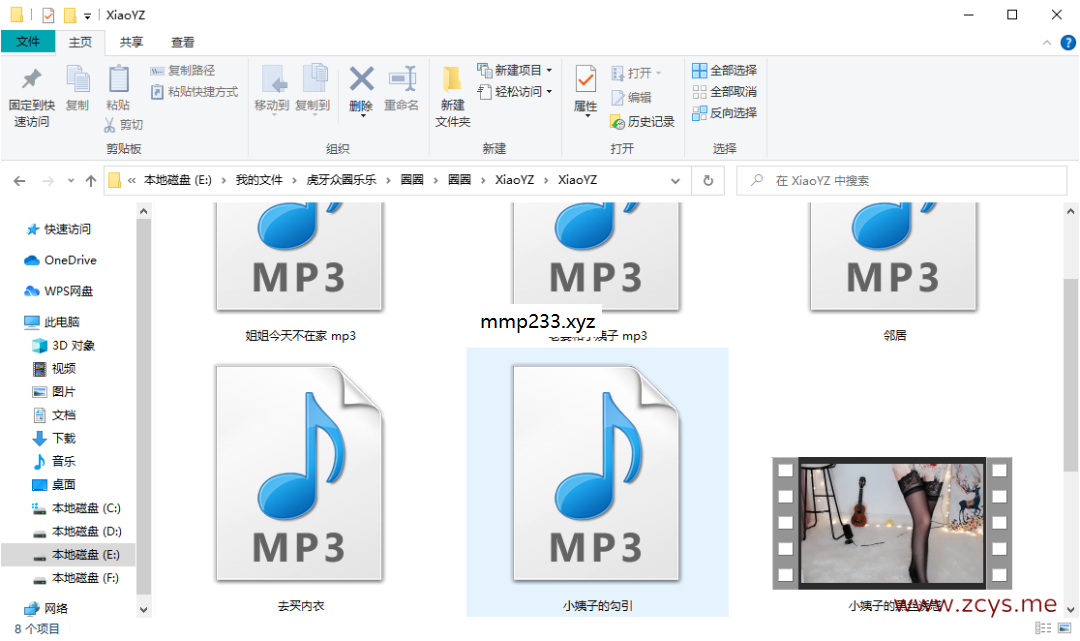 XiaoYZ
文件 主页 共享 查看
固定到快速访问
复制
粘贴
复制路径
粘贴快捷方式
剪切
剪贴板
移动到
复制到
删除
重命名
组织
新建文件夹
新建项目
轻松访问
新建
属性
打开
编辑
历史记录
打开
全部选择
全部取消
反向选择
选择
« 本地磁盘 (E:) › 我的文件 › 虎牙众圆乐乐 › 圆圆 › 圆圆 › XiaoYZ › XiaoYZ
在 XiaoYZ 中搜索
快速访问
OneDrive
WPS网盘
此电脑
3D 对象
视频
图片
文档
下载
音乐
桌面
本地磁盘 (C:)
本地磁盘 (D:)
本地磁盘 (E:)
本地磁盘 (F:)
网络
MP3
MP3
MP3
姐姐今天不在家 mp3
mmp233.xyz
mp3
邻居
MP3
MP3
去买内衣
小姨子的勾引
小姨子的黑丝诱惑
www.zcys.me
8 个项目